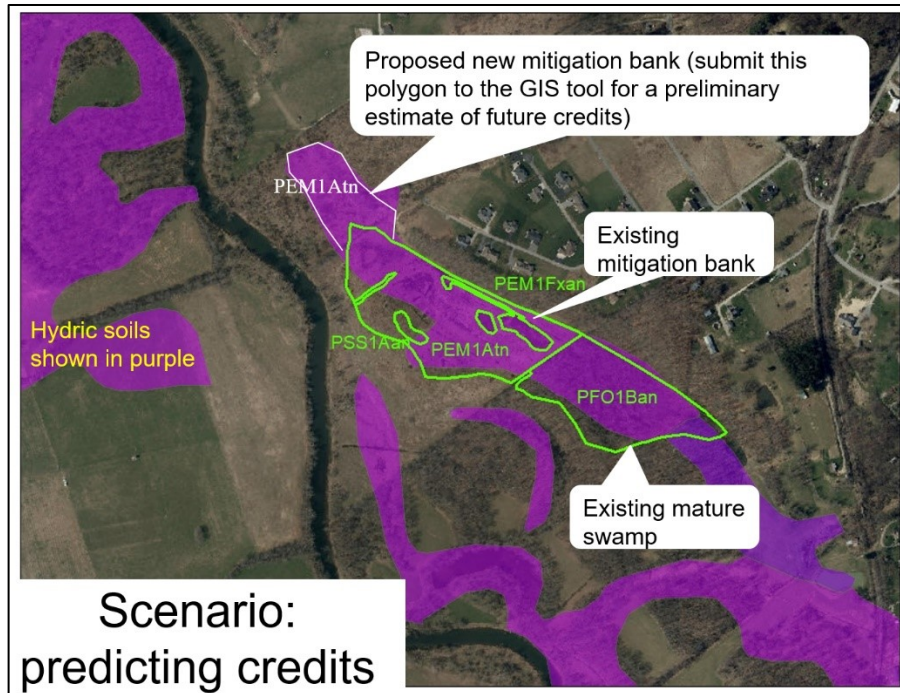 Proposed new mitigation bank (submit this
polygon to the GIS tool for a preliminary
estimate of future credits)
PEM1Atn
Existing
mitigation bank
PEM1Fxan
Hydric soils
shown in purple
PSS1Aan
PEM1Atn
PFO1Ban
Existing mature
swamp
Scenario:
predicting credits